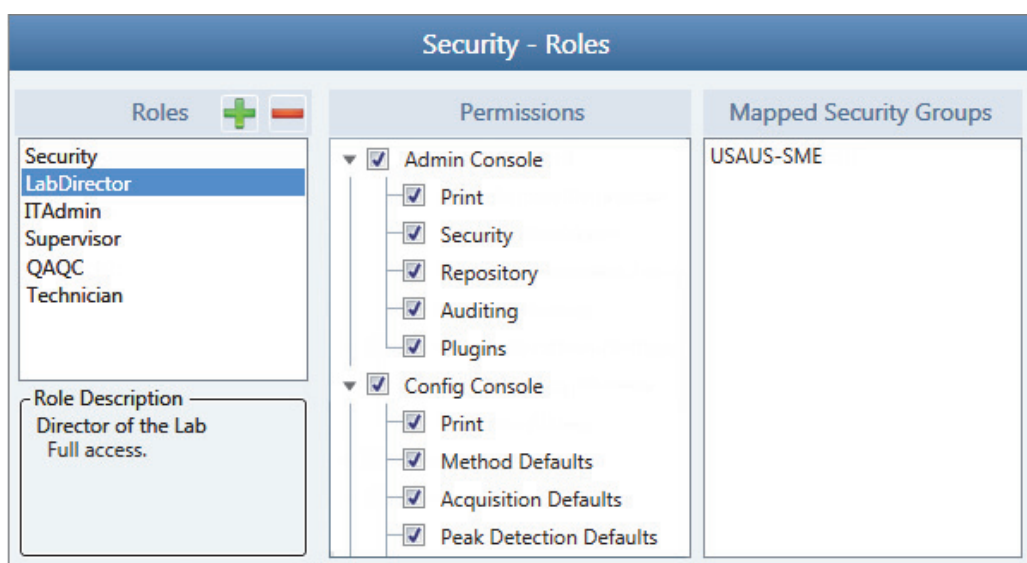 Security - Roles
Roles
Permissions
Mapped Security Groups
Security
LabDirector
ITAdmin
Supervisor
QAQC
Technician
Role Description
Director of the Lab
Full access.
Admin Console
Print
Security
Repository
Auditing
Plugins
Config Console
Print
Method Defaults
Acquisition Defaults
Peak Detection Defaults
USAUS-SME